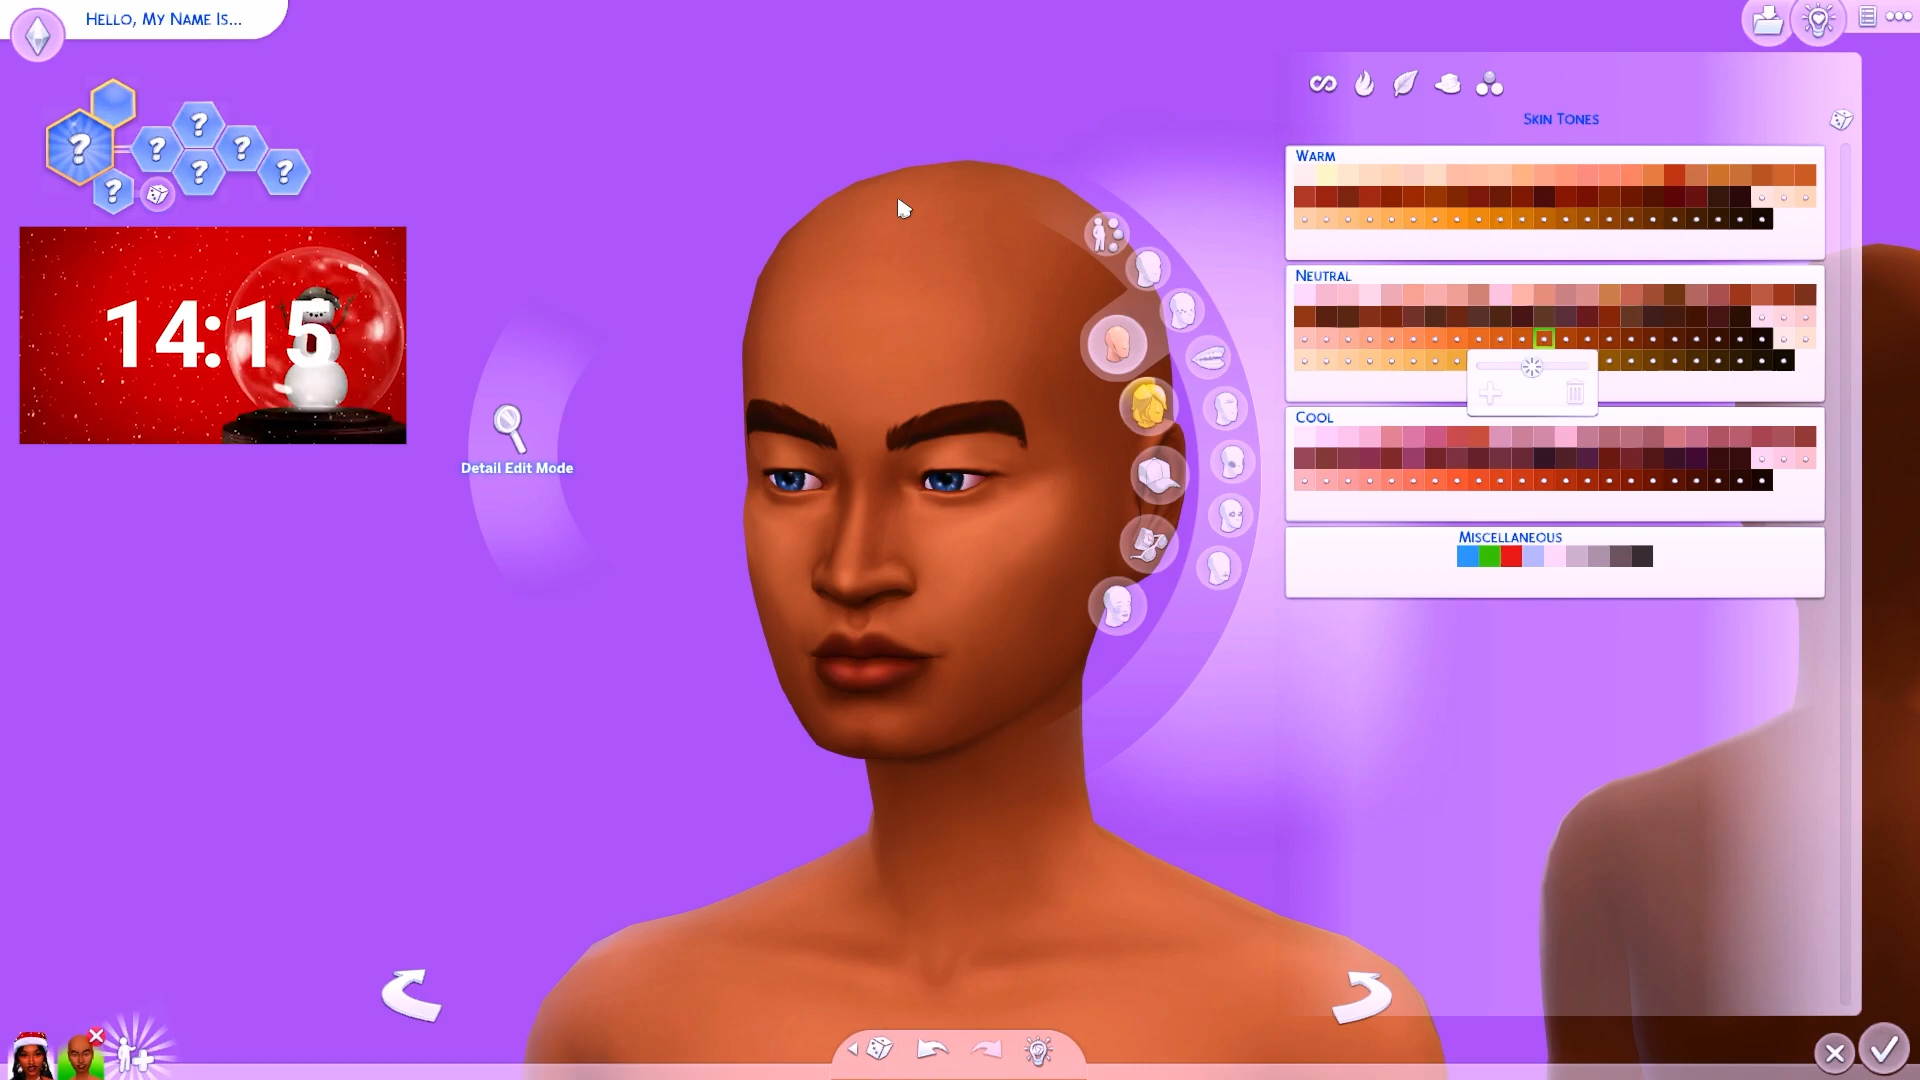 Hello, My Name Is...
Skin Tones
Warm
Neutral
14:15
Detail Edit Mode
Cool
Miscellaneous